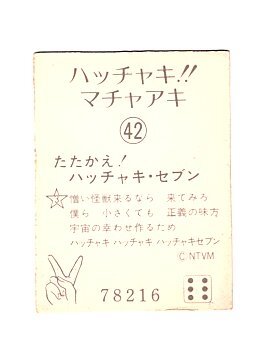 ハッチャキ!!
マチャアキ
42
たたかえ!
ハッチャキ・セブン
3 憎い怪獣来るなら 来てみろ
僕ら 小さくても 正義の味方
宇宙の幸わせ作るため
ハッチャキ ハッチャキ ハッチャキセブン
C.NTVM
78216